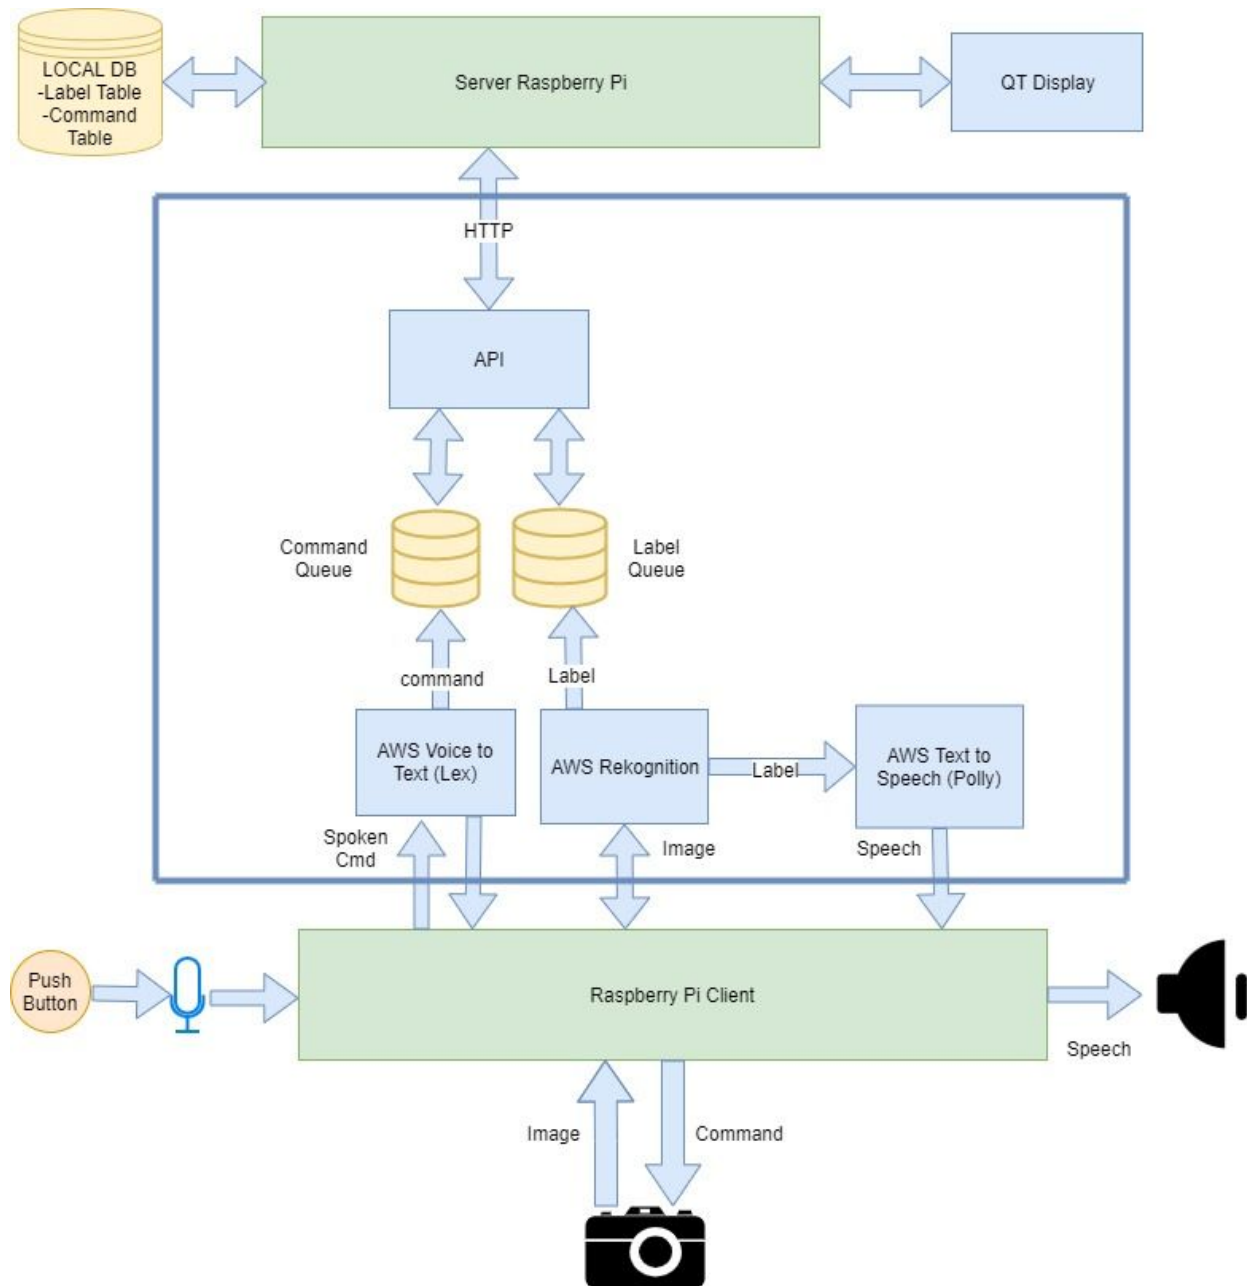 LOCAL DB
-Label Table
-Command
Table
Server Raspberry Pi
QT Display
HTTP
API
Command
Queue
Label
Queue
command
Label
AWS Voice to
Text (Lex)
AWS Rekognition
Label
AWS Text to
Speech (Polly)
Spoken
Cmd
Image
Speech
Push
Button
Raspberry Pi Client
Speech
Image
Command